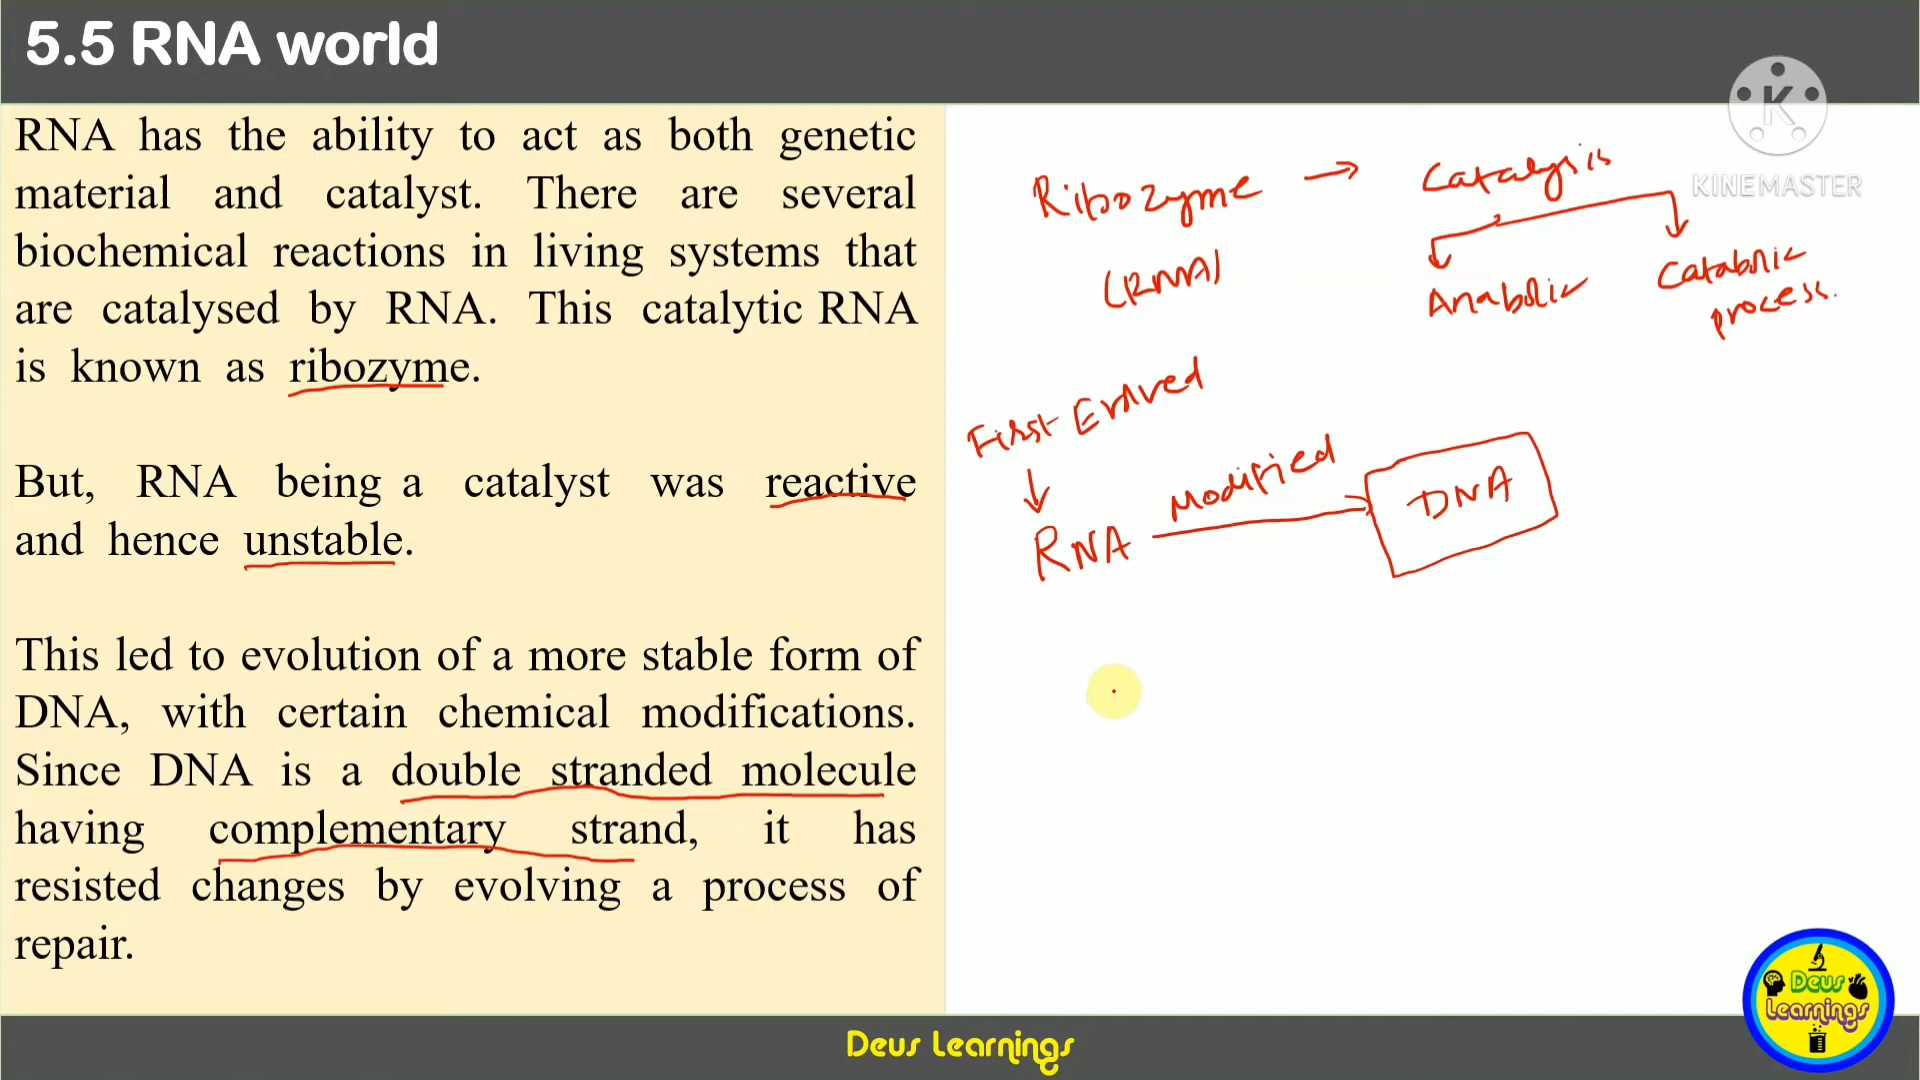 5.5 RNA world
RNA has the ability to act as both genetic
material and catalyst. There are several
biochemical reactions in living systems that
are catalysed by RNA. This catalytic RNA
is known as ribozyme.
But, RNA being a catalyst was reactive
and hence unstable.
This led to evolution of a more stable form of
DNA, with certain chemical modifications.
Since DNA is a double stranded molecule
having complementary strand, it has
resisted changes by evolving a process of
repair.
K
KINEMASTER
Ribozyme → Catalysis
(RNA)
Anabolic
Catabolic
process.
First Evolved
RNA
Modified
DNA
Deus
Learnings
Deus Learnings